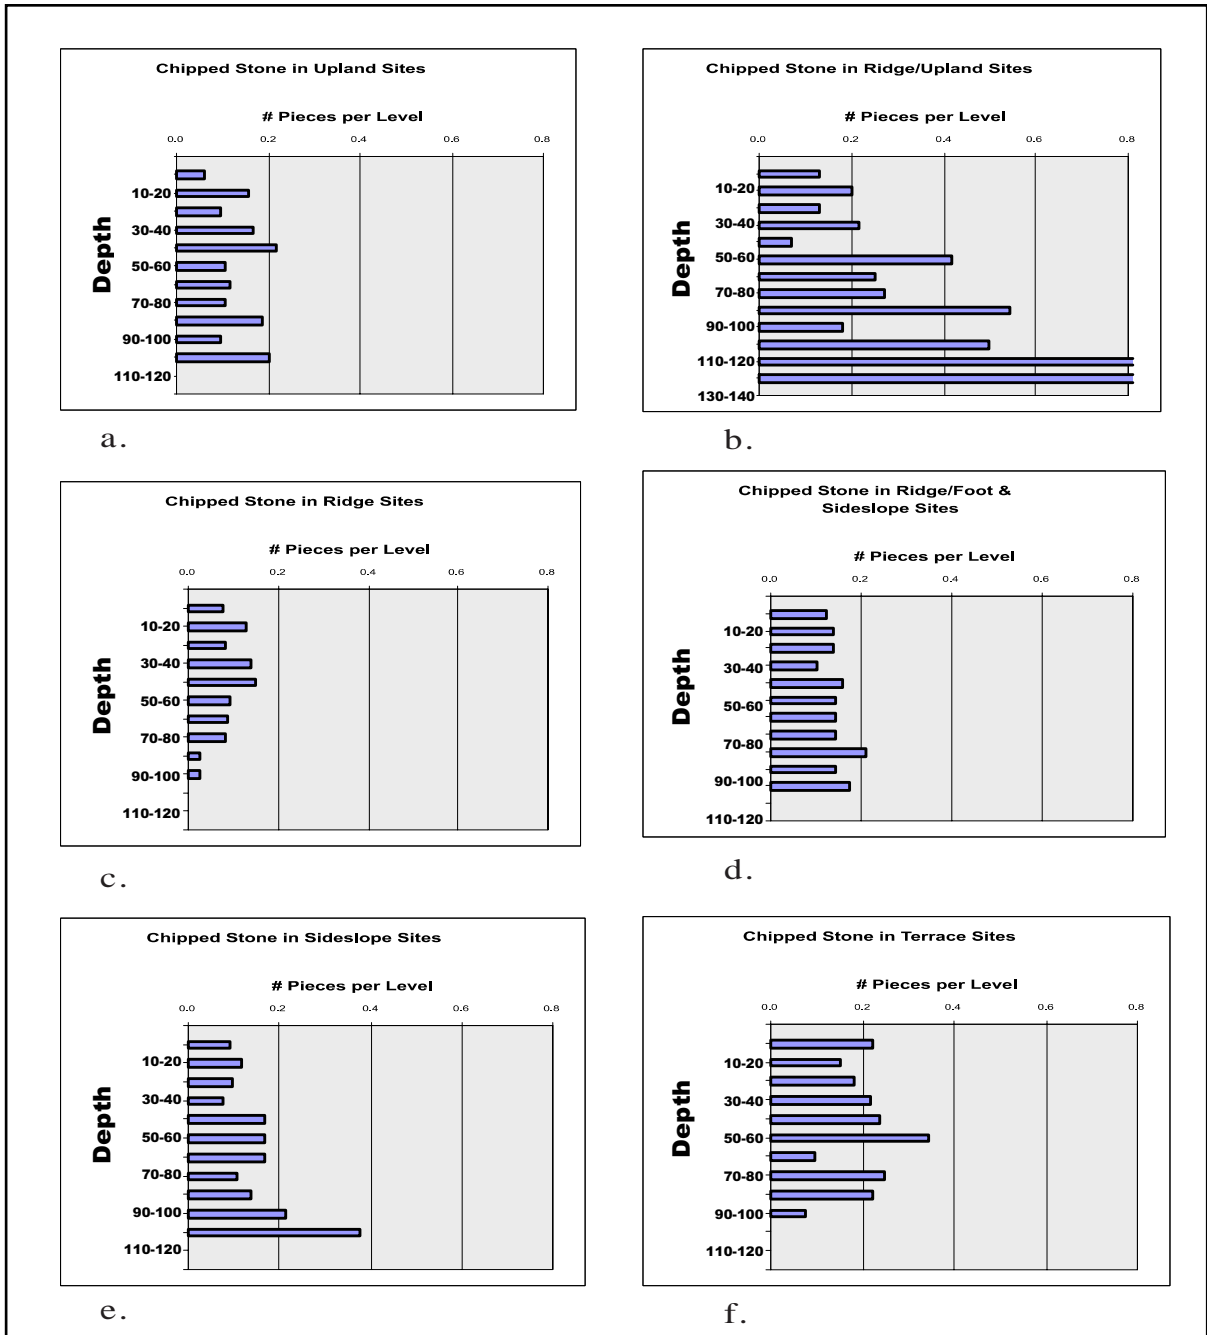 Chipped Stone in Upland Sites
# Pieces per Level
0.0 0.2 0.4 0.6 0.8
Depth
10-20
30-40
50-60
70-80
90-100
110-120
a.
Chipped Stone in Ridge/Upland Sites
# Pieces per Level
0.0 0.2 0.4 0.6 0.8
Depth
10-20
30-40
50-60
70-80
90-100
110-120
130-140
b.
Chipped Stone in Ridge Sites
# Pieces per Level
0.0 0.2 0.4 0.6 0.8
Depth
10-20
30-40
50-60
70-80
90-100
110-120
c.
Chipped Stone in Ridge/Foot &
Sideslope Sites
# Pieces per Level
0.0 0.2 0.4 0.6 0.8
Depth
10-20
30-40
50-60
70-80
90-100
110-120
d.
Chipped Stone in Sideslope Sites
# Pieces per Level
0.0 0.2 0.4 0.6 0.8
Depth
10-20
30-40
50-60
70-80
90-100
110-120
e.
Chipped Stone in Terrace Sites
# Pieces per Level
0.0 0.2 0.4 0.6 0.8
Depth
10-20
30-40
50-60
70-80
90-100
110-120
f.